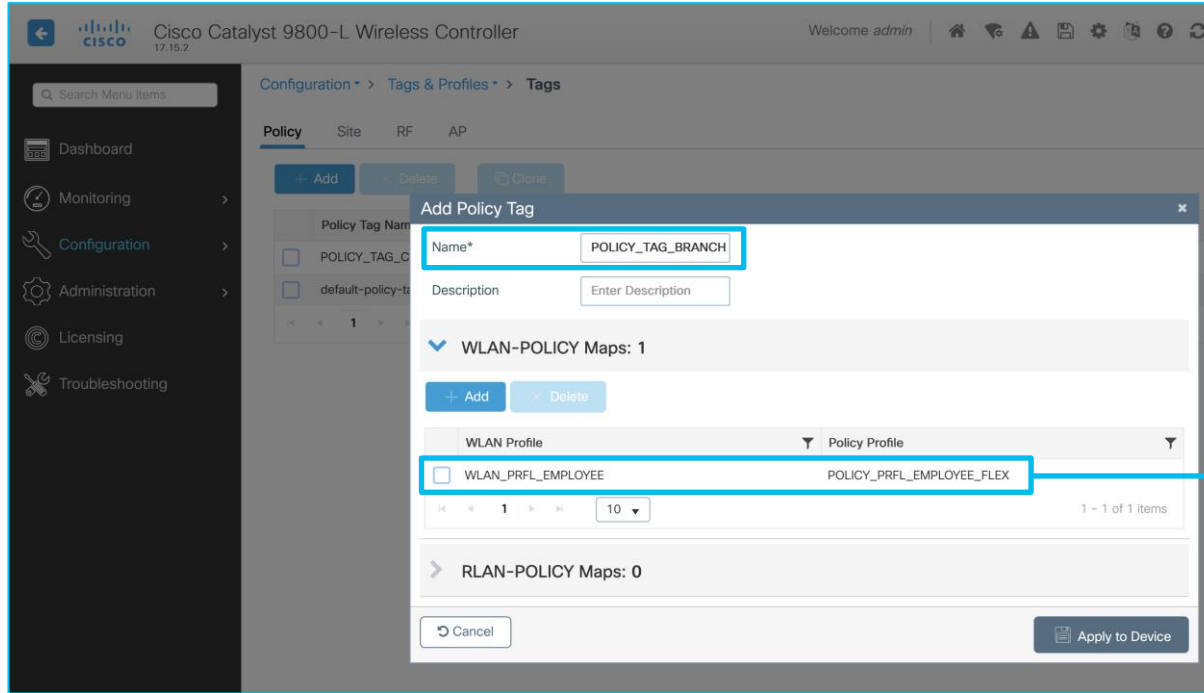 CISCO
Cisco Catalyst 9800-L Wireless Controller
17.15.2
Welcome admin
Search Menu Items
Dashboard
Monitoring
Configuration
Administration
Licensing
Troubleshooting
Configuration > Tags & Profiles > Tags
Policy Site RF AP
+ Add × Delete Clone
Policy Tag Nam
POLICY_TAG_C
default-policy-ta
1
Add Policy Tag
Name* POLICY_TAG_BRANCH
Description Enter Description
WLAN-POLICY Maps: 1
+ Add × Delete
WLAN Profile Policy Profile
WLAN_PRFL_EMPLOYEE POLICY_PRFL_EMPLOYEE_FLEX
1 10 1 - 1 of 1 items
RLAN-POLICY Maps: 0
Cancel Apply to Device